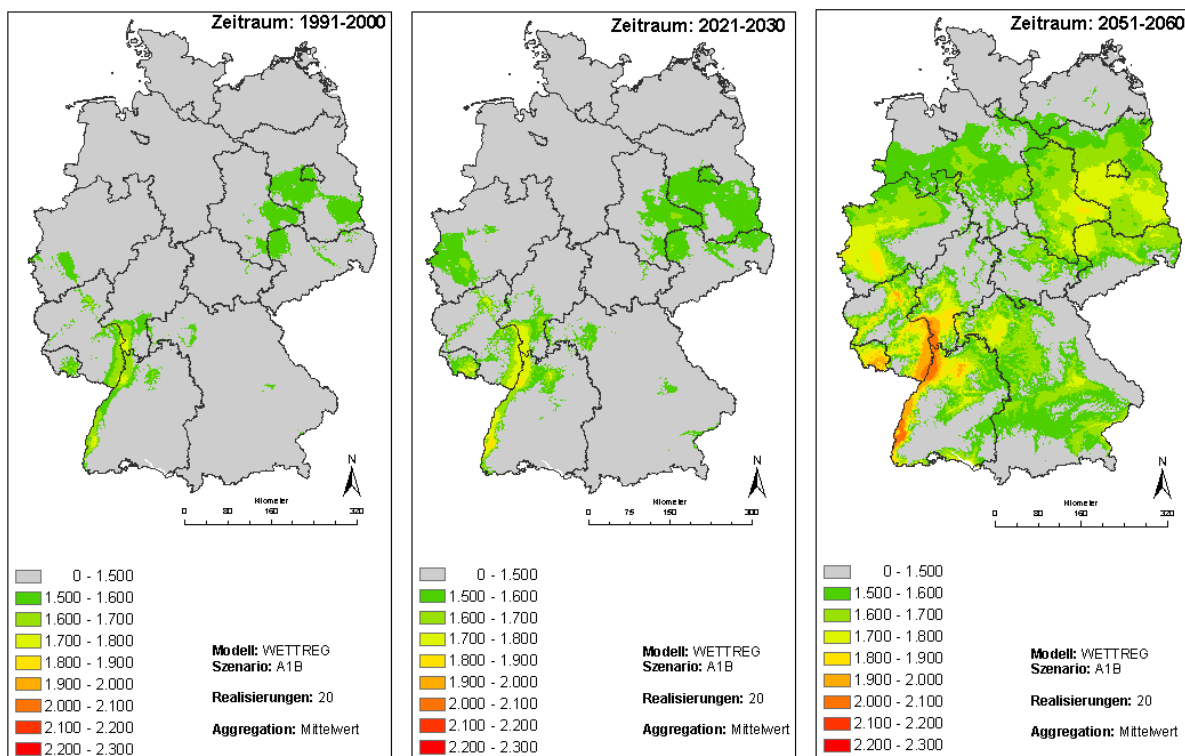 Zeitraum: 1991-2000
N
Kilometer
0 80 160 320
0 - 1.500
1.500 - 1.600
1.600 - 1.700
1.700 - 1.800
1.800 - 1.900
1.900 - 2.000
2.000 - 2.100
2.100 - 2.200
2.200 - 2.300
Modell: WETTREG
Szenario: A1B
Realisierungen: 20
Aggregation: Mittelwert
Zeitraum: 2021-2030
N
Kilometer
0 75 150 300
0 - 1.500
1.500 - 1.600
1.600 - 1.700
1.700 - 1.800
1.800 - 1.900
1.900 - 2.000
2.000 - 2.100
2.100 - 2.200
2.200 - 2.300
Modell: WETTREG
Szenario: A1B
Realisierungen: 20
Aggregation: Mittelwert
Zeitraum: 2051-2060
N
Kilometer
0 80 160 320
0 - 1.500
1.500 - 1.600
1.600 - 1.700
1.700 - 1.800
1.800 - 1.900
1.900 - 2.000
2.000 - 2.100
2.100 - 2.200
2.200 - 2.300
Modell: WETTREG
Szenario: A1B
Realisierungen: 20
Aggregation: Mittelwert